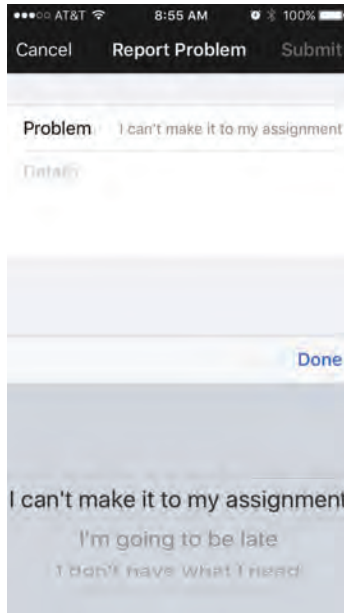 ●●●○○ AT&T 8:55 AM 100%
Cancel Report Problem Submit
Problem I can't make it to my assignment
Details
Done
I can't make it to my assignment
I'm going to be late
I don't have what I need